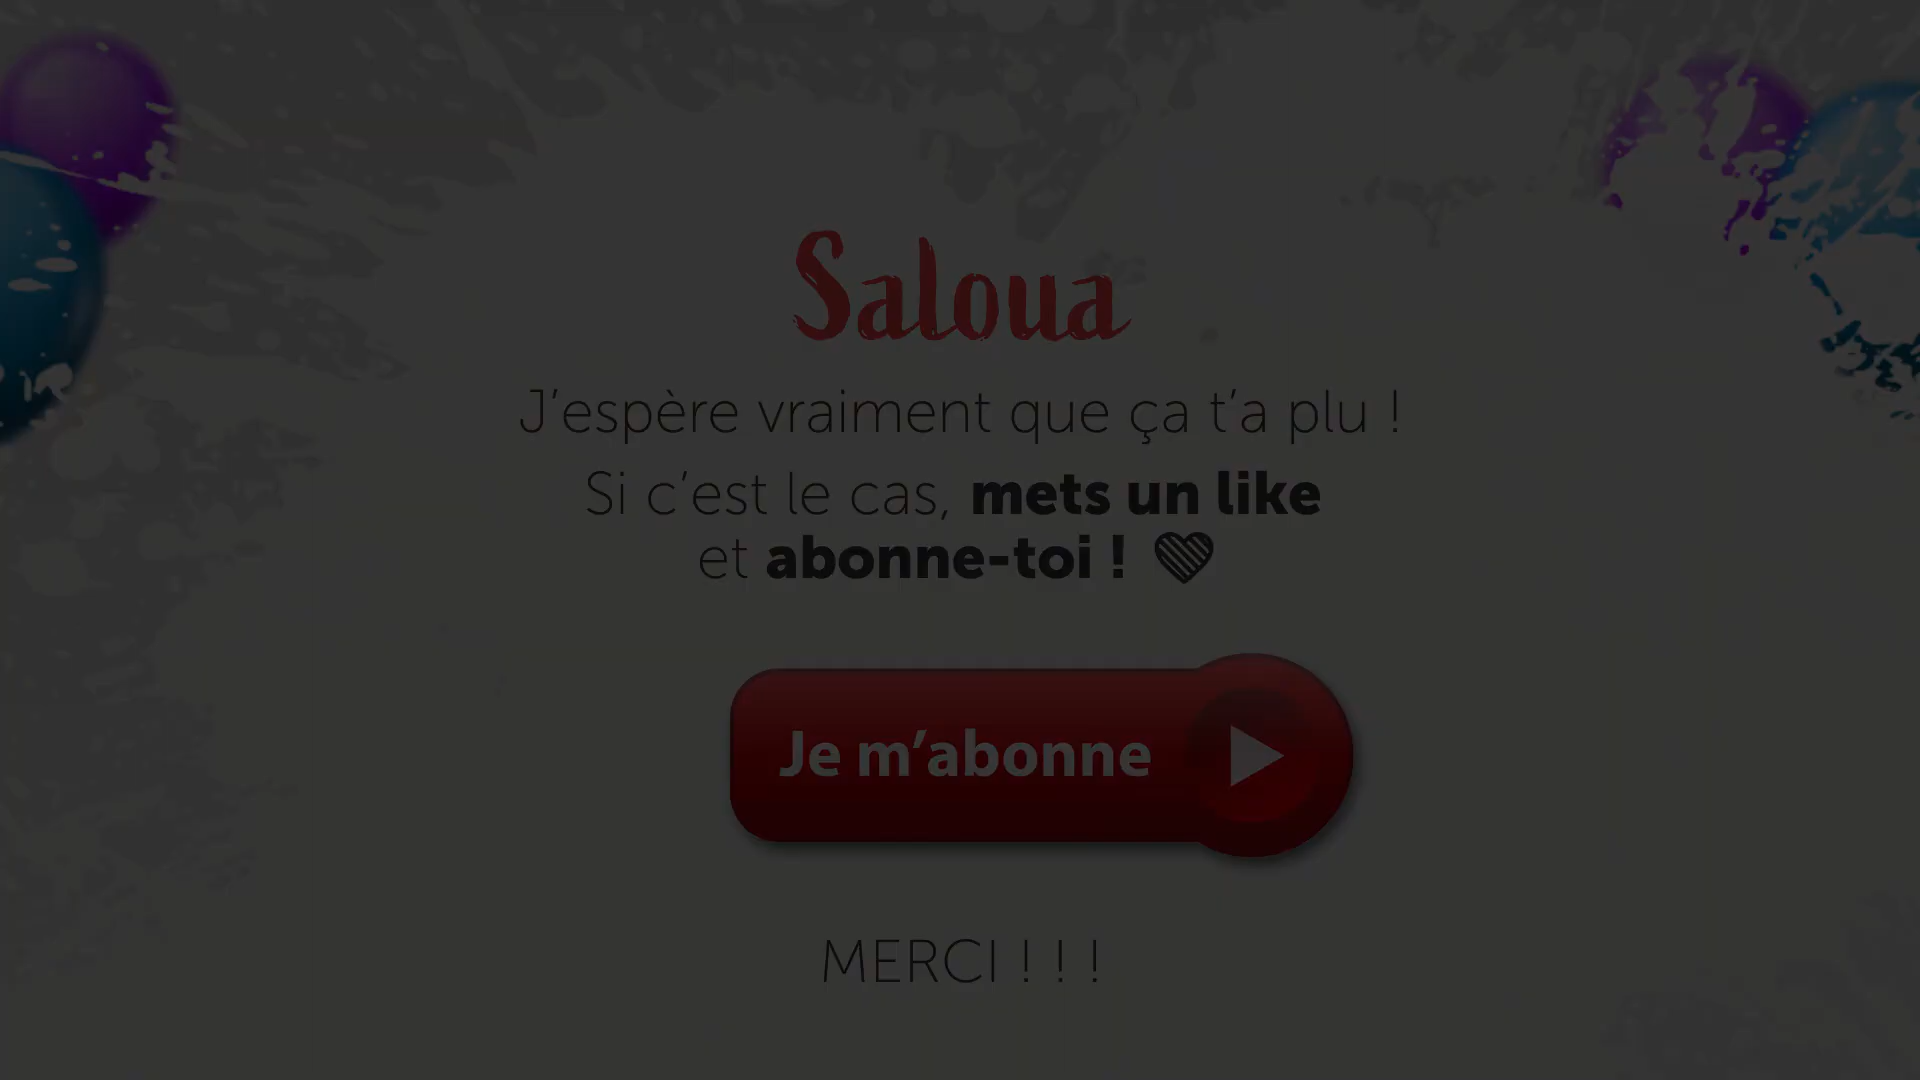 Saloua
J’espère vraiment que ça t’a plu !
Si c’est le cas, mets un like
et abonne-toi !
Je m’abonne
MERCI ! ! !